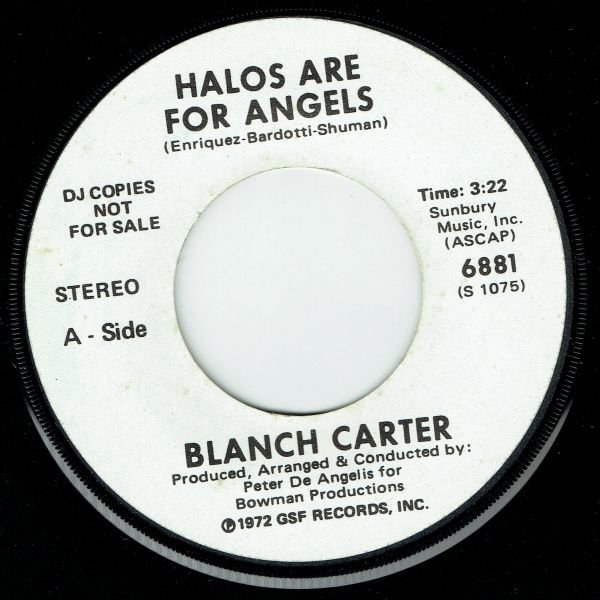 HALOS ARE
FOR ANGELS
(Enriquez-Bardotti-Shuman)
DJ COPIES
NOT
FOR SALE
STEREO
A - Side
Time: 3:22
Sunbury
Music, Inc.
(ASCAP)
6881
(S 1075)
BLANCH CARTER
Produced, Arranged & Conducted by:
Peter De Angelis for
Bowman Productions
℗1972 GSF RECORDS, INC.